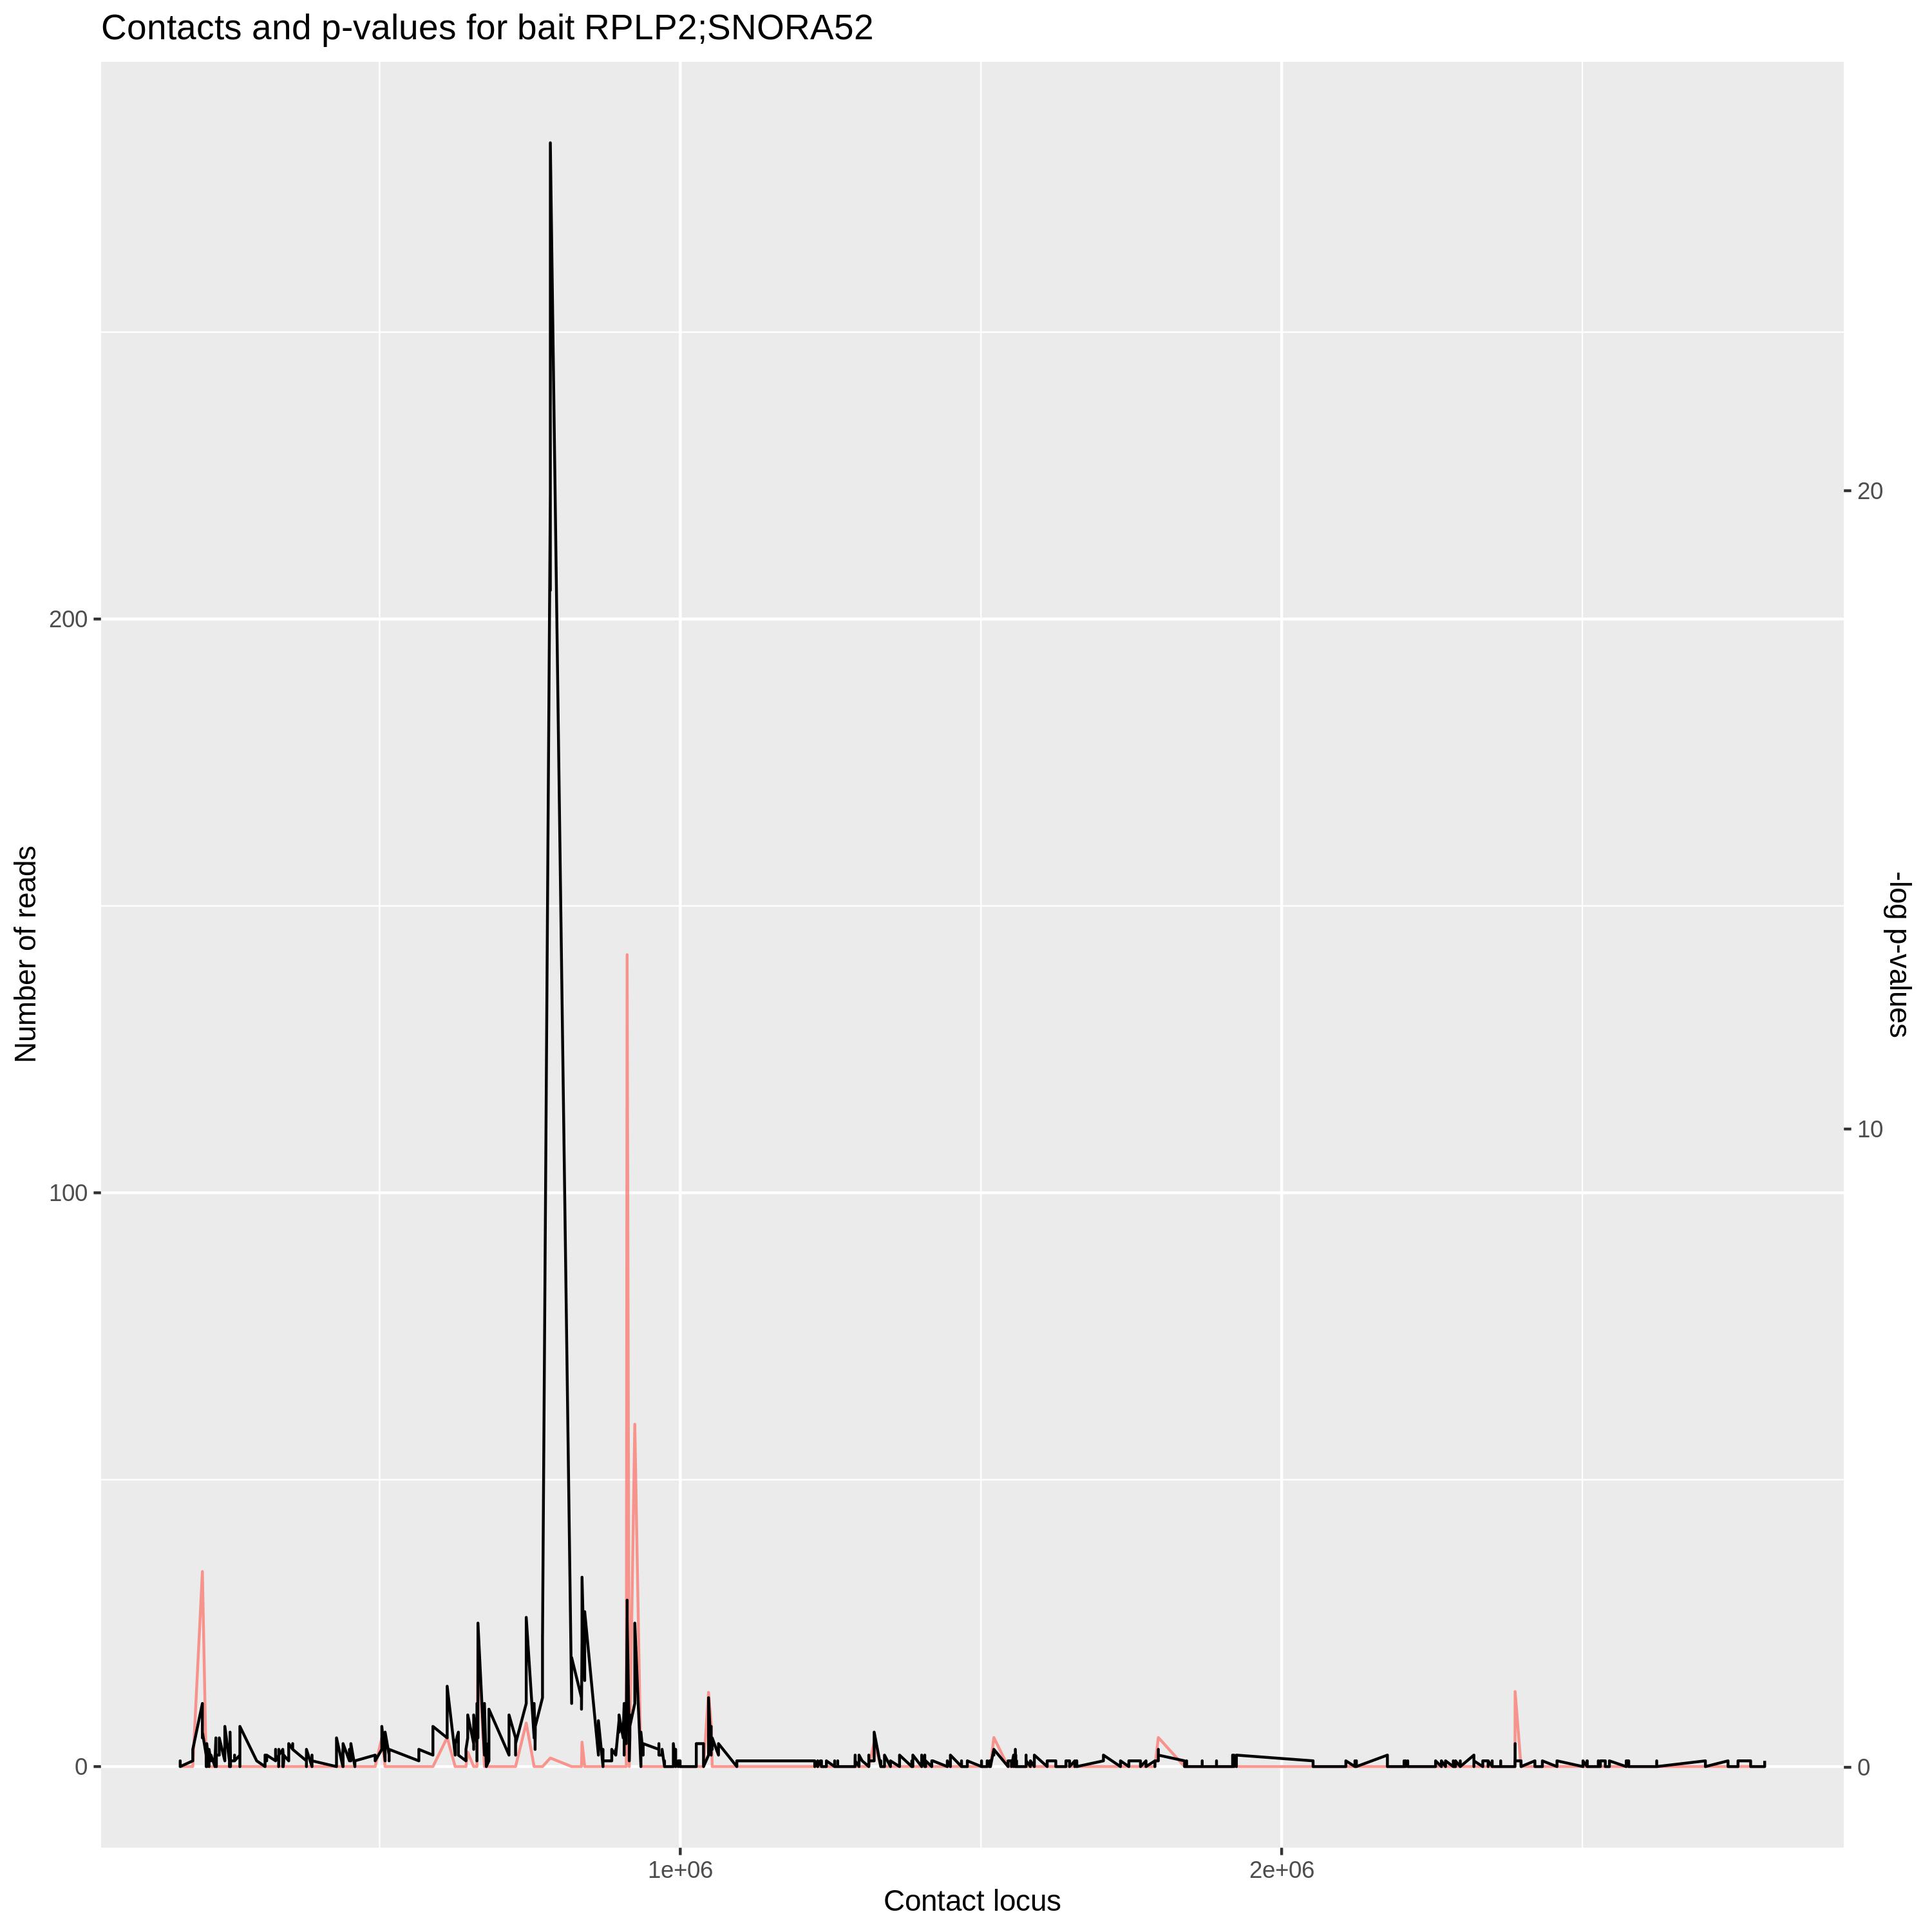 Contacts and p-values for bait RPLP2;SNORA52
Number of reads
200
100
0
20
10
0
-log p-values
1e+06
2e+06
Contact locus